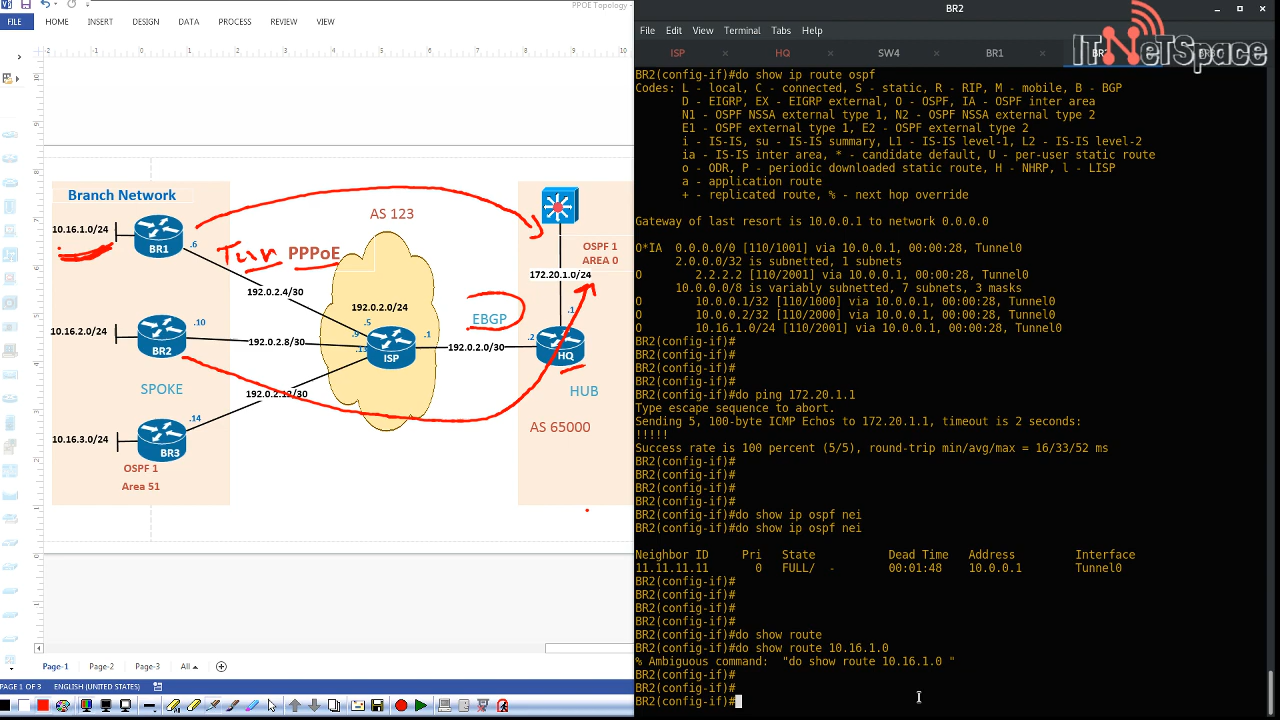 PPOE Topology -
FILE HOME INSERT DESIGN DATA PROCESS REVIEW VIEW
Branch Network
10.16.1.0/24
BR1
.6
Tun PPPoE
AS 123
OSPF 1
AREA 0
172.20.1.0/24
192.0.2.4/30
192.0.2.0/24
.1
EBGP
.5
10.16.2.0/24
BR2
.10
192.0.2.8/30
.9
ISP
.1
192.0.2.0/30
.2
HQ
SPOKE
192.0.2.12/30
HUB
10.16.3.0/24
BR3
.14
AS 65000
OSPF 1
Area 51
Page-1 Page-2 Page-3 All
PAGE 1 OF 3 ENGLISH (UNITED STATES)
BR2
File Edit View Terminal Tabs Help
ITNetSpace
ISP HQ SW4 BR1
BR2(config-if)#do show ip route ospf
Codes: L - local, C - connected, S - static, R - RIP, M - mobile, B - BGP
D - EIGRP, EX - EIGRP external, O - OSPF, IA - OSPF inter area
N1 - OSPF NSSA external type 1, N2 - OSPF NSSA external type 2
E1 - OSPF external type 1, E2 - OSPF external type 2
i - IS-IS, su - IS-IS summary, L1 - IS-IS level-1, L2 - IS-IS level-2
ia - IS-IS inter area, * - candidate default, U - per-user static route
o - ODR, P - periodic downloaded static route, H - NHRP, l - LISP
a - application route
+ - replicated route, % - next hop override
Gateway of last resort is 10.0.0.1 to network 0.0.0.0
O*IA 0.0.0.0/0 [110/1001] via 10.0.0.1, 00:00:28, Tunnel0
2.0.0.0/32 is subnetted, 1 subnets
O 2.2.2.2 [110/2001] via 10.0.0.1, 00:00:28, Tunnel0
10.0.0.0/8 is variably subnetted, 7 subnets, 3 masks
O 10.0.0.1/32 [110/1000] via 10.0.0.1, 00:00:28, Tunnel0
O 10.0.0.2/32 [110/2000] via 10.0.0.1, 00:00:28, Tunnel0
O 10.16.1.0/24 [110/2001] via 10.0.0.1, 00:00:28, Tunnel0
BR2(config-if)#
BR2(config-if)#
BR2(config-if)#
BR2(config-if)#
BR2(config-if)#do ping 172.20.1.1
Type escape sequence to abort.
Sending 5, 100-byte ICMP Echos to 172.20.1.1, timeout is 2 seconds:
!!!!!
Success rate is 100 percent (5/5), round-trip min/avg/max = 16/33/52 ms
BR2(config-if)#
BR2(config-if)#
BR2(config-if)#
BR2(config-if)#
BR2(config-if)#do show ip ospf nei
BR2(config-if)#do show ip ospf nei
Neighbor ID Pri State Dead Time Address Interface
11.11.11.11 0 FULL/ - 00:01:48 10.0.0.1 Tunnel0
BR2(config-if)#
BR2(config-if)#
BR2(config-if)#
BR2(config-if)#
BR2(config-if)#do show route
BR2(config-if)#do show route 10.16.1.0
% Ambiguous command: "do show route 10.16.1.0 "
BR2(config-if)#
BR2(config-if)#
BR2(config-if)#